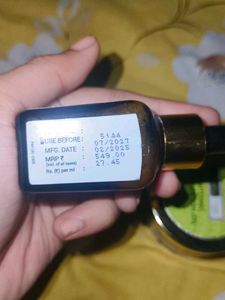 5144
USE BEFORE : 07/2027
MFG. DATE : 02/2025
MRP ₹ : 549.00
(Incl. of all taxes)
Rs. (₹) per ml : 27.45